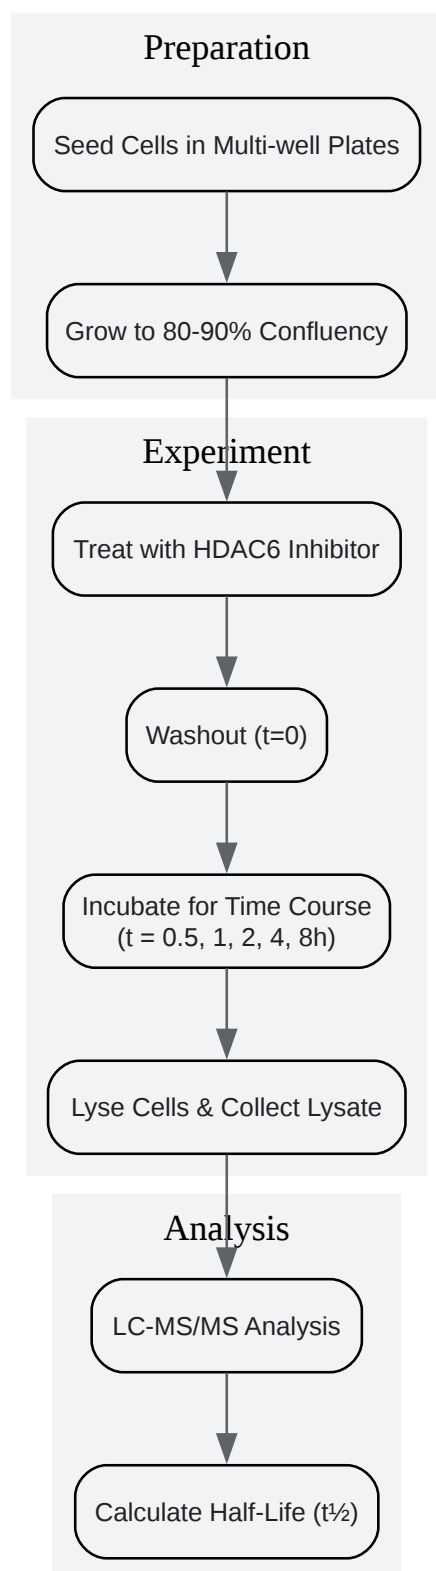 Preparation
Seed Cells in Multi-well Plates
Grow to 80-90% Confluency
Experiment
Treat with HDAC6 Inhibitor
Washout (t=0)
Incubate for Time Course
(t = 0.5, 1, 2, 4, 8h)
Lyse Cells & Collect Lysate
Analysis
LC-MS/MS Analysis
Calculate Half-Life (t½)